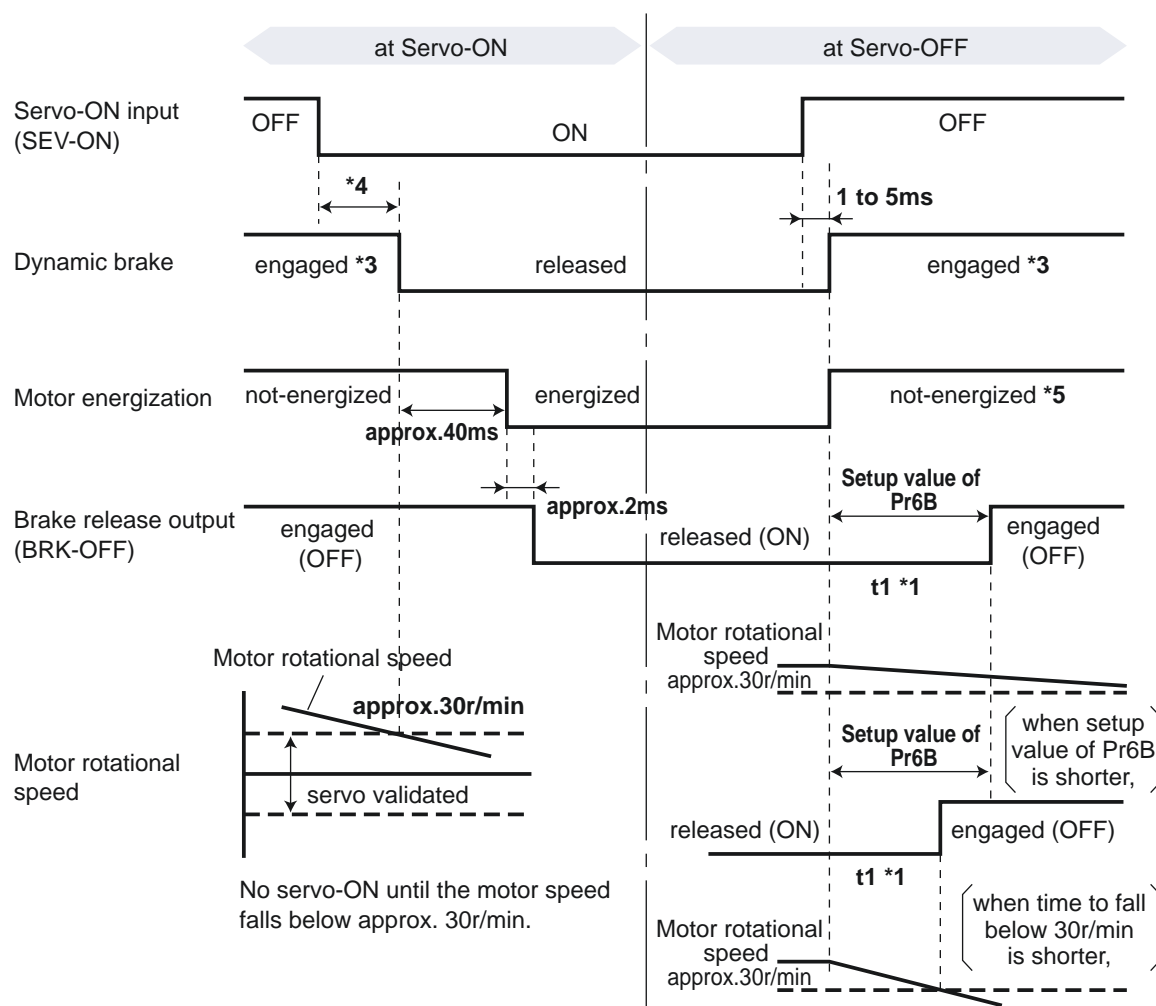 at Servo-ON
at Servo-OFF
Servo-ON input
(SEV-ON)
OFF
ON
OFF
*4
1 to 5ms
Dynamic brake
engaged *3
released
engaged *3
Motor energization
not-energized
energized
not-energized *5
approx.40ms
approx.2ms
Setup value of
Pr6B
Brake release output
(BRK-OFF)
engaged
(OFF)
released (ON)
engaged
(OFF)
t1 *1
Motor rotational speed
approx.30r/min
Motor rotational
speed
servo validated
No servo-ON until the motor speed
falls below approx. 30r/min.
Motor rotational
speed
approx.30r/min
Setup value of
Pr6B
when setup
value of Pr6B
is shorter,
released (ON)
engaged (OFF)
t1 *1
when time to fall
below 30r/min
is shorter,
Motor rotational
speed
approx.30r/min